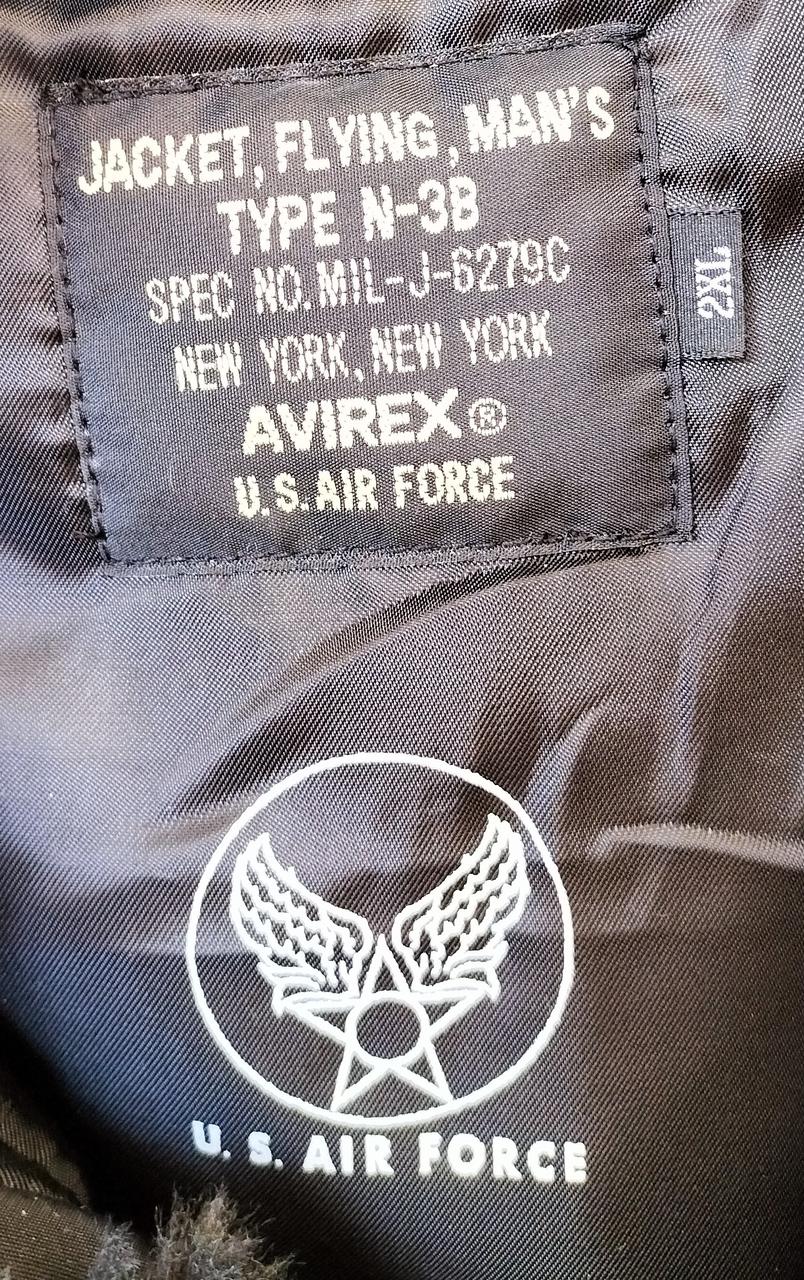 JACKET, FLYING, MAN'S
TYPE N-3B
SPEC NO. MIL-J-6279C
NEW YORK, NEW YORK
AVIREX ®
U.S. AIR FORCE
2XL
U. S. AIR FORCE